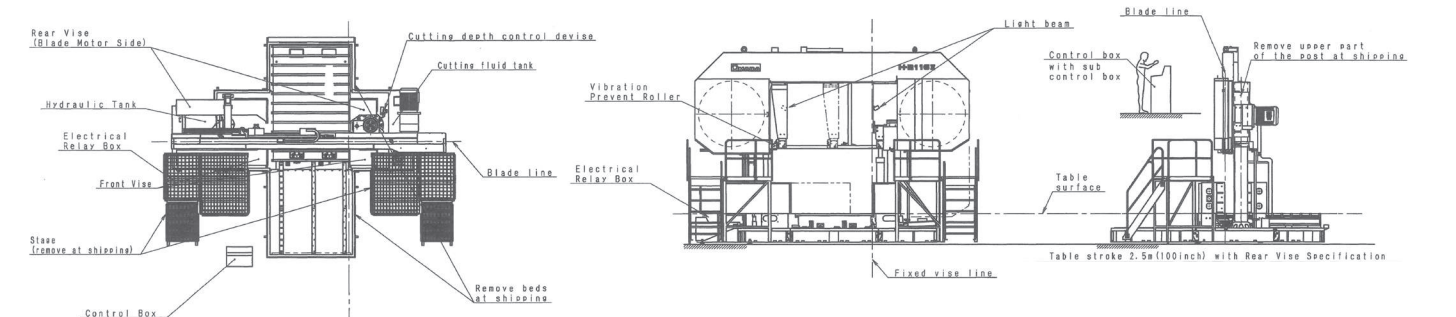 Rear Vise
(Blade Motor Side)
Cutting depth control devise
Cutting fluid tank
Hydraulic Tank
Electrical
Relay Box
Front Vise
Blade line
Stage
(remove at shipping)
Remove beds
at shipping
Control Box
Light beam
Vibration
Prevent Roller
Electrical
Relay Box
Table
surface
Fixed vise line
Blade line
Control box
with sub
control box
Remove upper part
of the post at shipping
Table stroke 2.5m(100inch) with Rear Vise Specification